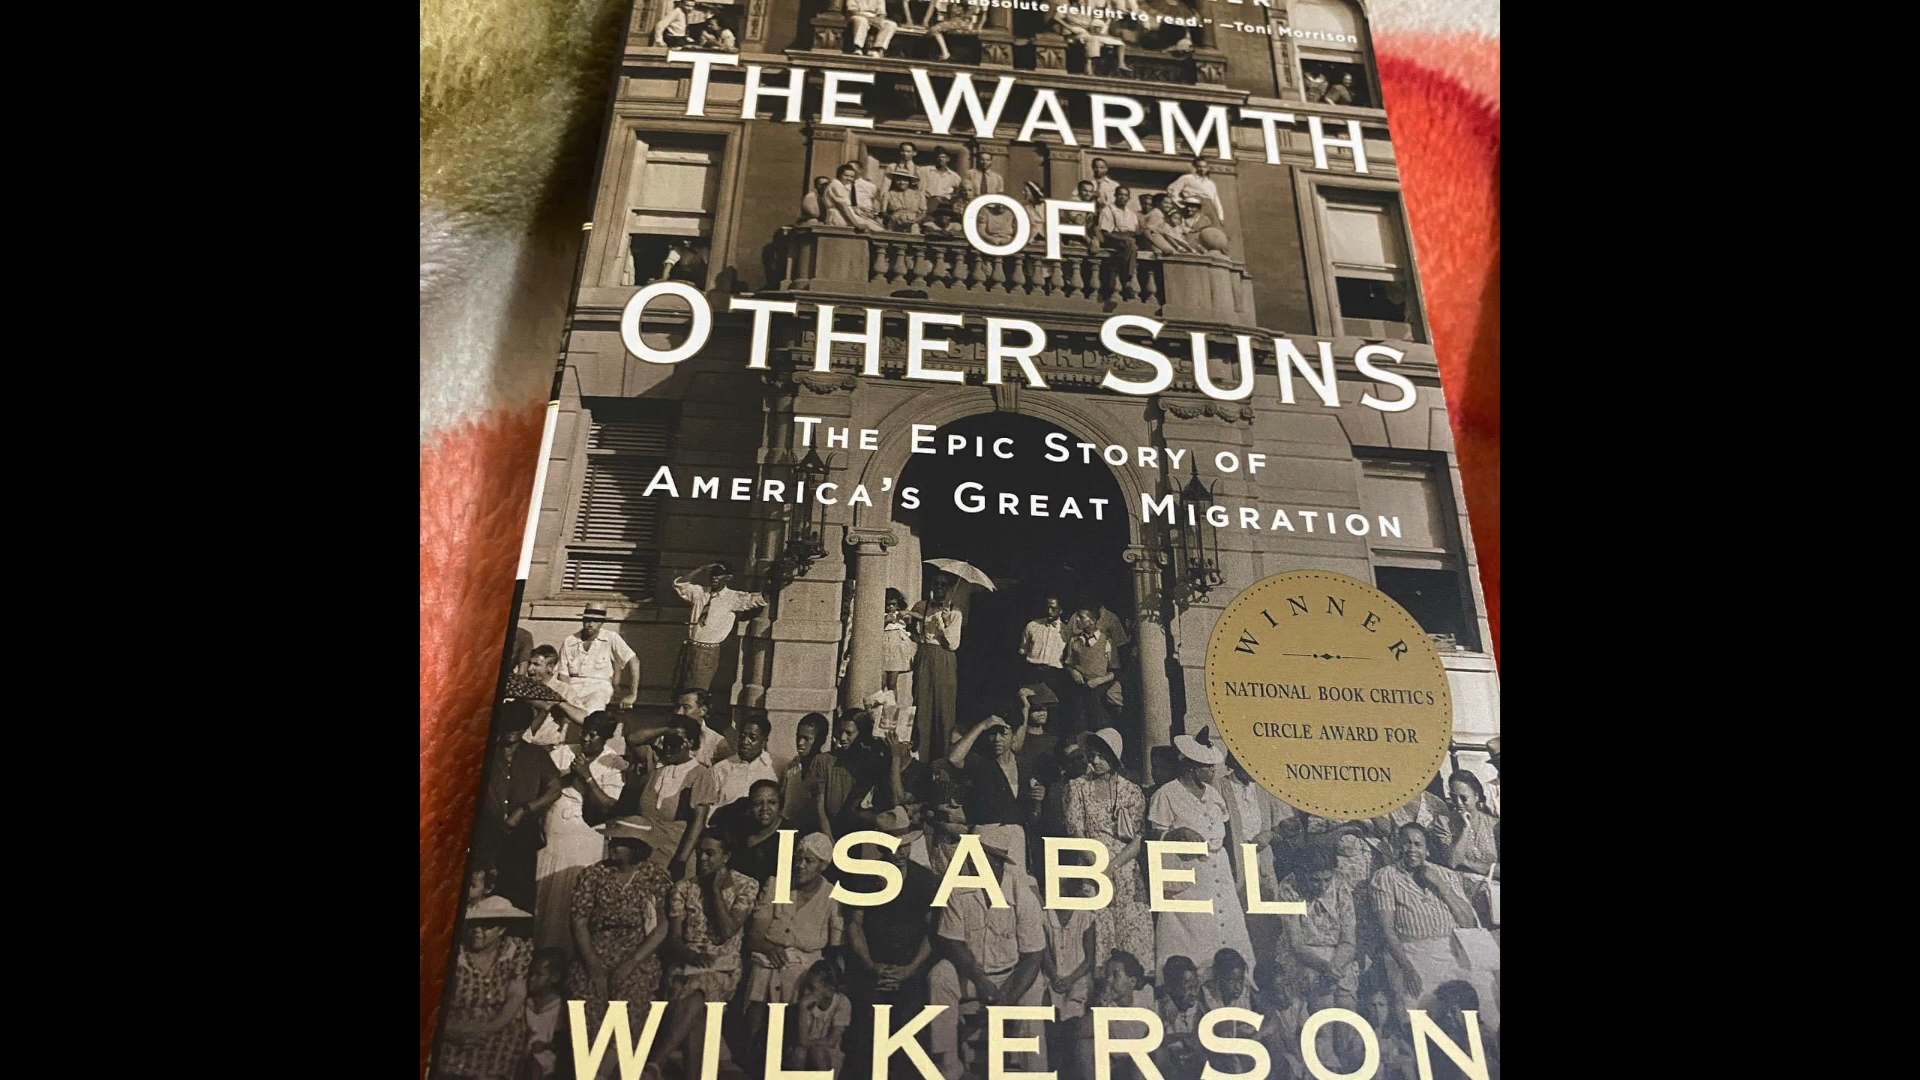 absolute delight to read." —Toni Morrison
THE WARMTH
OF
OTHER SUNS
THE EPIC STORY OF
AMERICA'S GREAT MIGRATION
WINNER
NATIONAL BOOK CRITICS
CIRCLE AWARD FOR
NONFICTION
ISABEL
WILKERSON